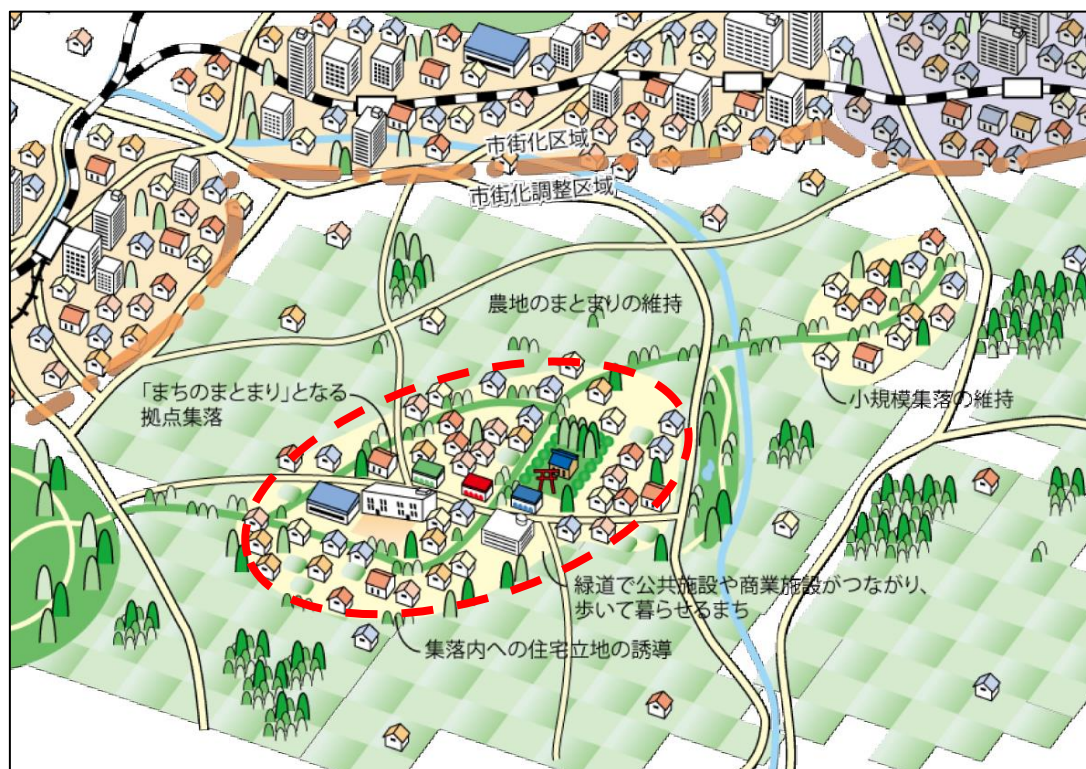 市街化区域
市街化調整区域
農地のまとまりの維持
「まちのまとまり」となる
拠点集落
小規模集落の維持
緑道で公共施設や商業施設がつながり、
歩いて暮らせるまち
集落内への住宅立地の誘導